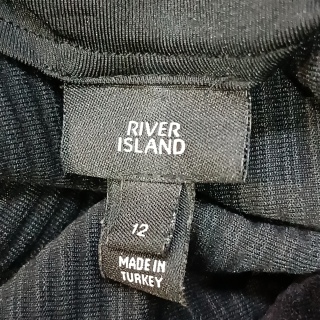 RIVER
ISLAND
12
MADE IN
TURKEY